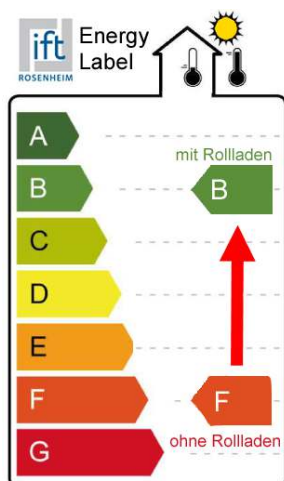 ift
ROSENHEIM
Energy
Label
A
mit Rollladen
B
B
C
D
E
F
F
ohne Rollladen
G